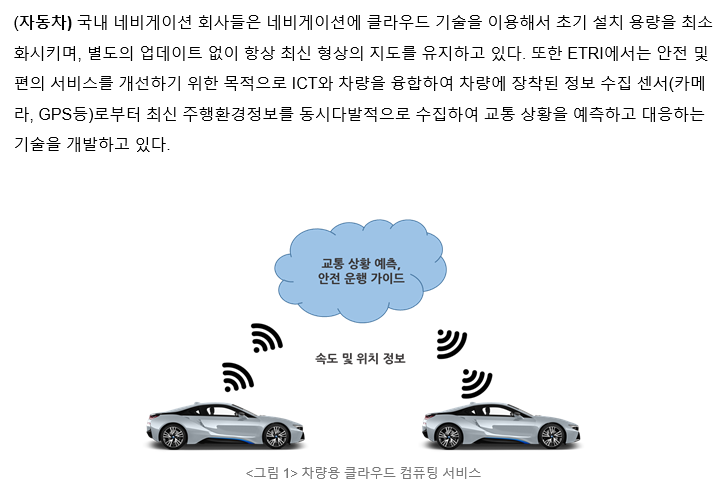 (자동차) 국내 네비게이션 회사들은 네비게이션에 클라우드 기술을 이용해서 초기 설치 용량을 최소
화시키며, 별도의 업데이트 없이 항상 최신 형상의 지도를 유지하고 있다. 또한 ETRI에서는 안전 및
편의 서비스를 개선하기 위한 목적으로 ICT와 차량을 융합하여 차량에 장착된 정보 수집 센서(카메
라, GPS등)로부터 최신 주행환경정보를 동시다발적으로 수집하여 교통 상황을 예측하고 대응하는
기술을 개발하고 있다.
교통 상황 예측,
안전 운행 가이드
속도 및 위치 정보
<그림 1> 차량용 클라우드 컴퓨팅 서비스